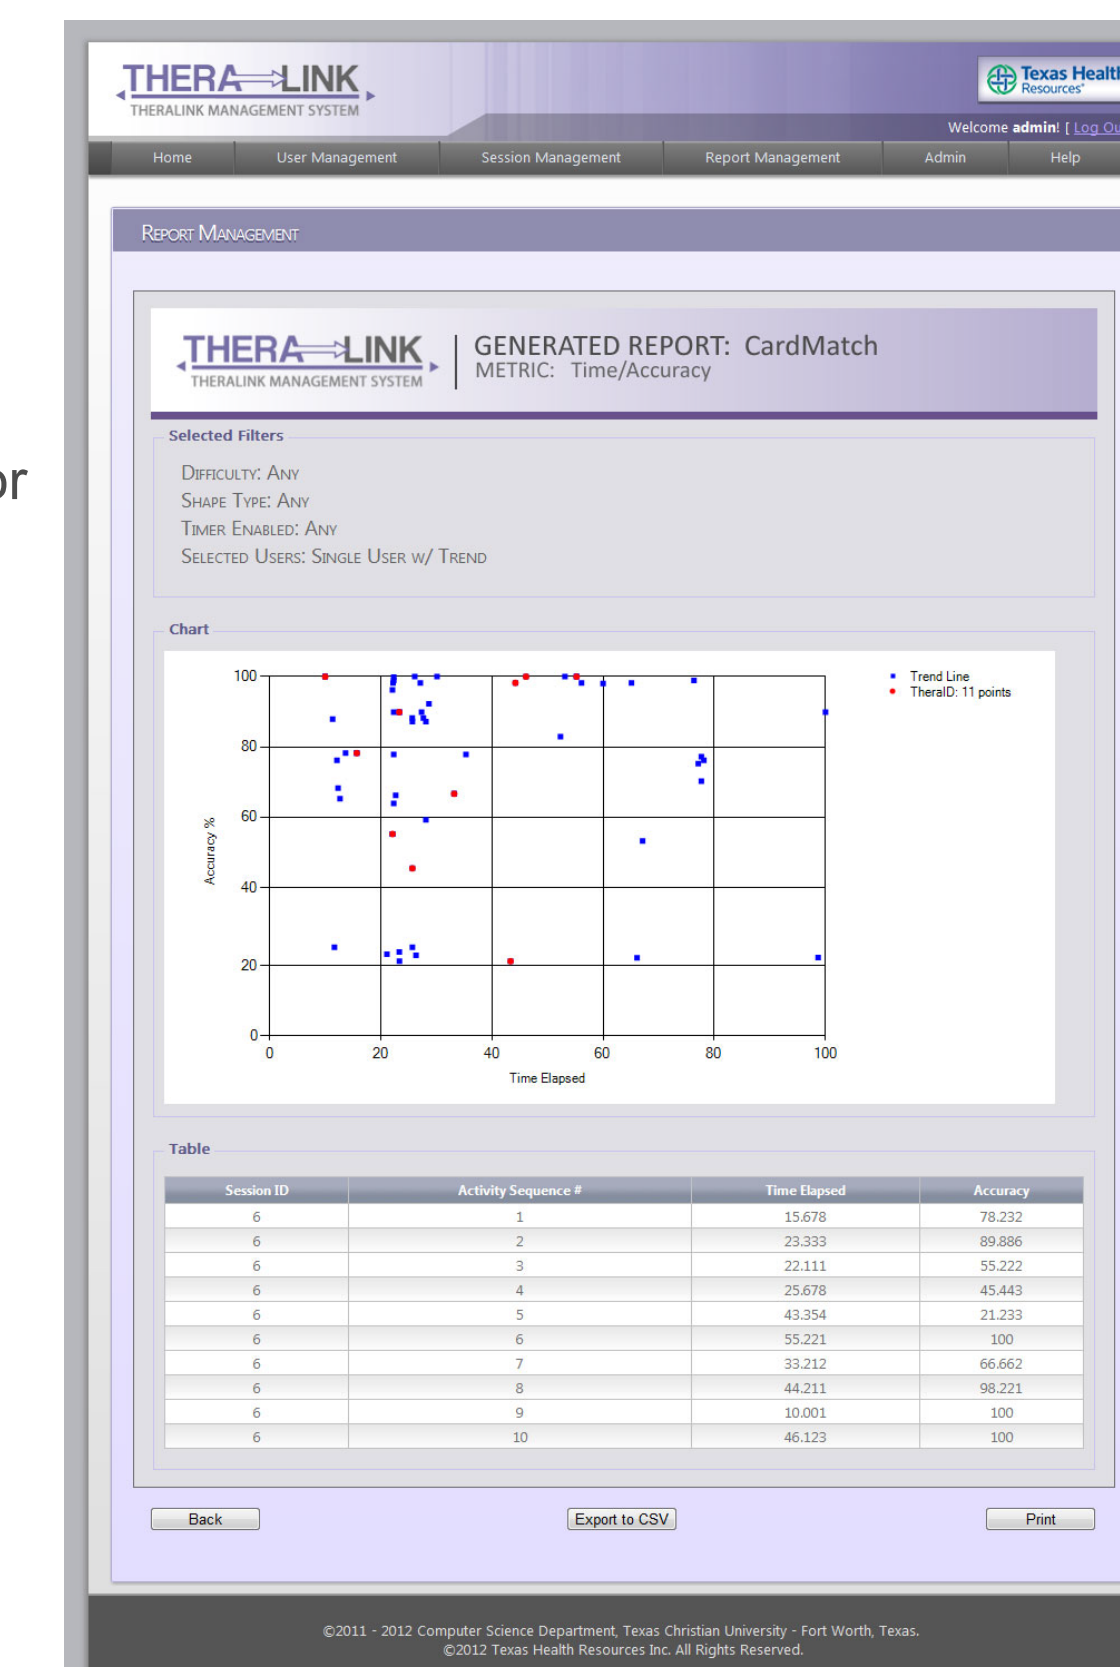 THERA LINK
THERALINK MANAGEMENT SYSTEM
Texas Health
Resources
Welcome admin! [ Log Ou
Home User Management Session Management Report Management Admin Help
REPORT MANAGEMENT
THERA LINK
THERALINK MANAGEMENT SYSTEM
GENERATED REPORT: CardMatch
METRIC: Time/Accuracy
Selected Filters
or
DIFFICULTY: ANY
SHAPE TYPE: ANY
TIMER ENABLED: ANY
SELECTED USERS: SINGLE USER W/ TREND
Chart
100
80
60
40
20
0
Accuracy %
0 20 40 60 80 100
Time Elapsed
Trend Line
TheraID: 11 points
Table
Session ID Activity Sequence # Time Elapsed Accuracy
6 1 15.678 78.232
6 2 23.333 89.886
6 3 22.111 55.222
6 4 25.678 45.443
6 5 43.354 21.233
6 6 55.221 100
6 7 33.212 66.662
6 8 44.211 98.221
6 9 10.001 100
6 10 46.123 100
Back Export to CSV Print
©2011 - 2012 Computer Science Department, Texas Christian University - Fort Worth, Texas.
©2012 Texas Health Resources Inc. All Rights Reserved.